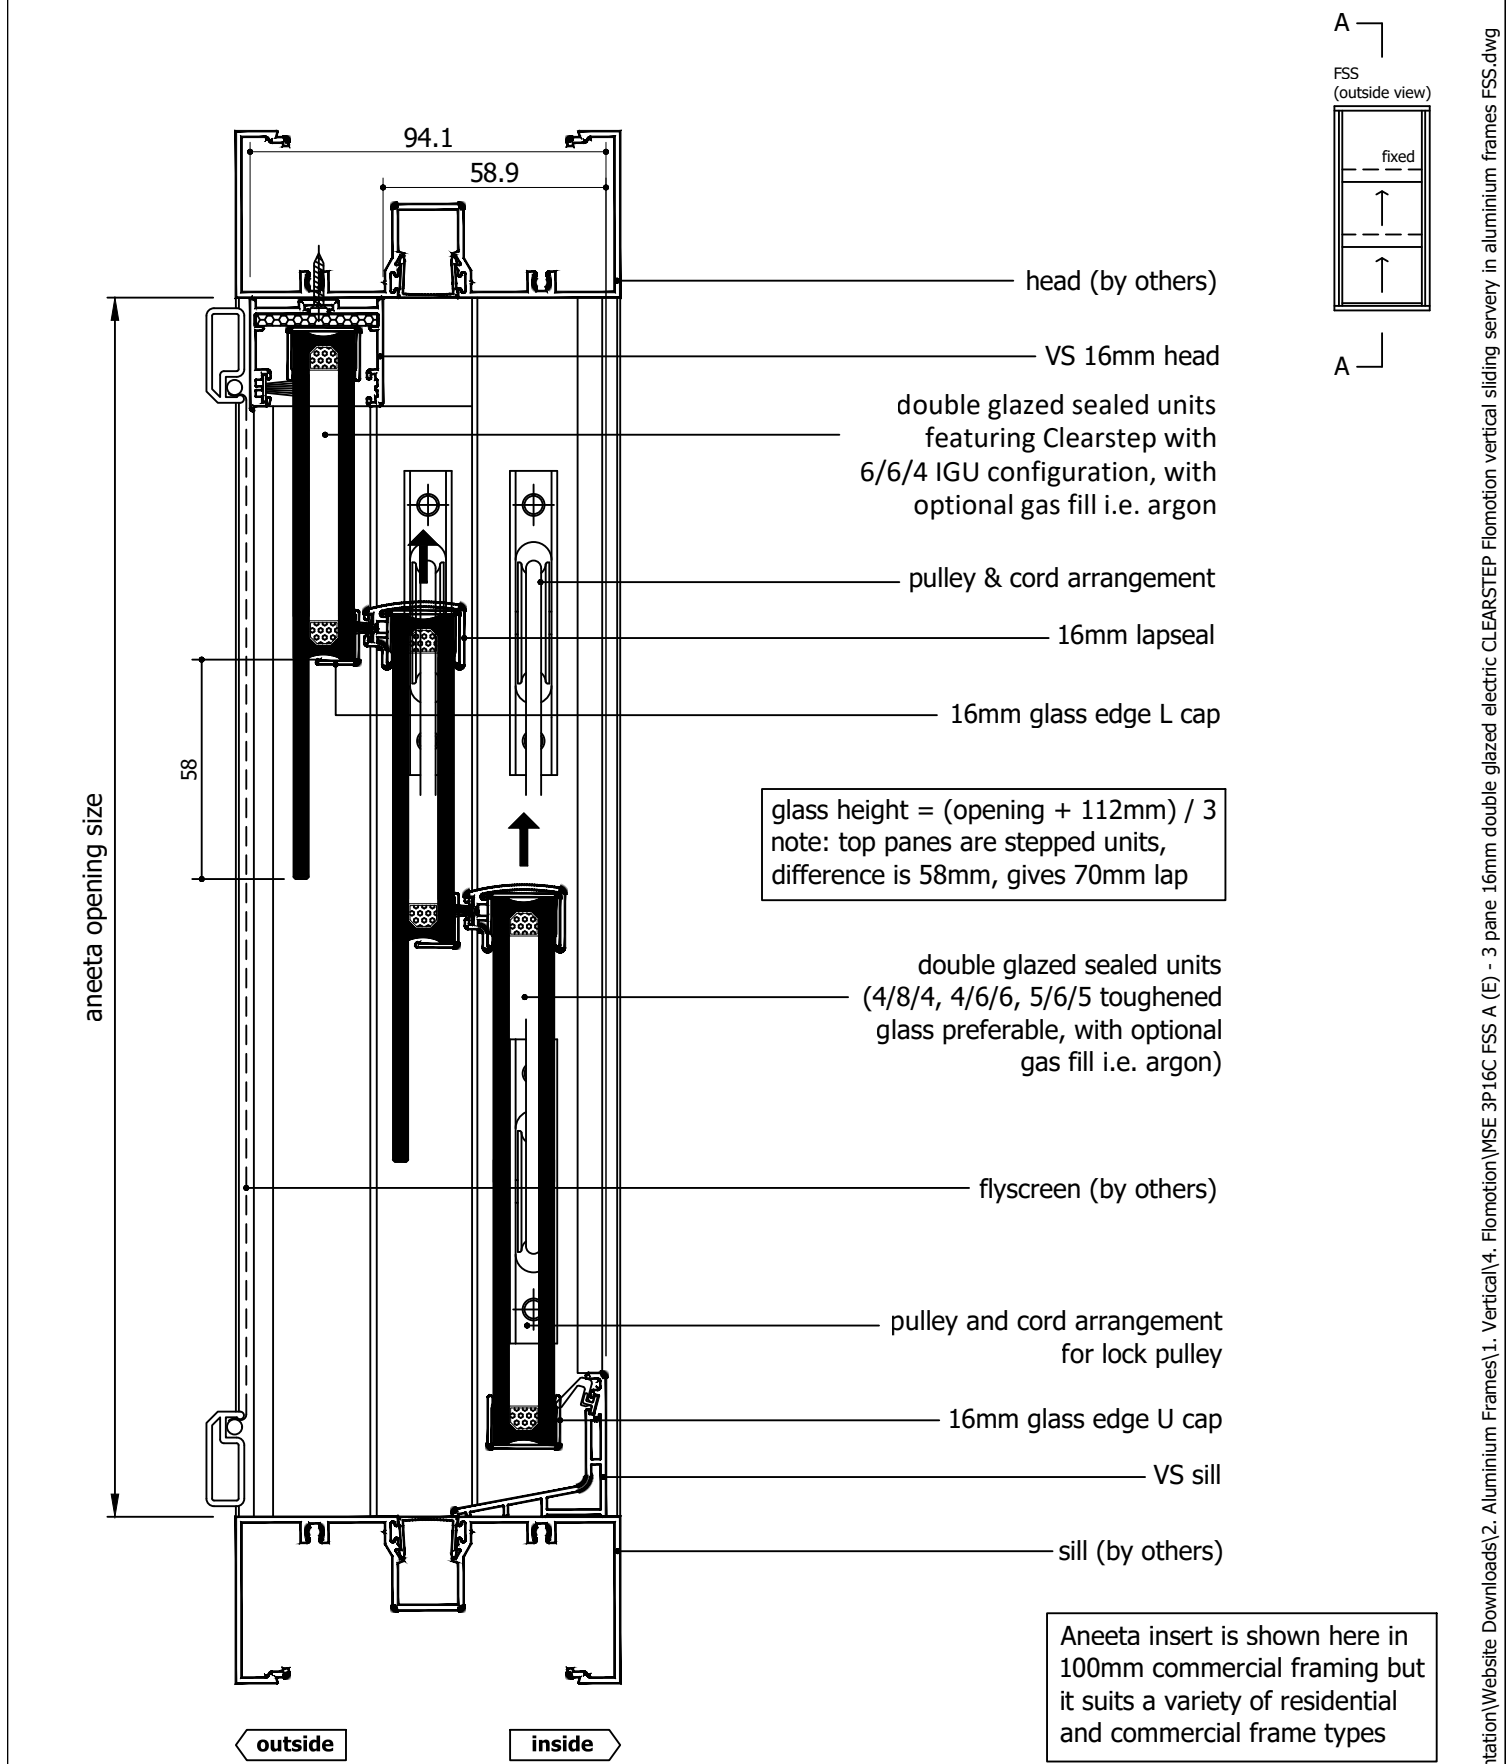 A
FSS
(outside view)
fixed
A
94.1
58.9
head (by others)
VS 16mm head
double glazed sealed units
featuring Clearstep with
6/6/4 IGU configuration, with
optional gas fill i.e. argon
pulley & cord arrangement
16mm lapseal
16mm glass edge L cap
58
aneeta opening size
glass height = (opening + 112mm) / 3
note: top panes are stepped units,
difference is 58mm, gives 70mm lap
double glazed sealed units
(4/8/4, 4/6/6, 5/6/5 toughened
glass preferable, with optional
gas fill i.e. argon)
flyscreen (by others)
pulley and cord arrangement
for lock pulley
16mm glass edge U cap
VS sill
sill (by others)
Aneeta insert is shown here in
100mm commercial framing but
it suits a variety of residential
and commercial frame types
outside
inside
ntation\Website Downloads\2. Aluminium Frames\1. Vertical\4. Flomotion\MSE 3P16C FSS A (E) - 3 pane 16mm double glazed electric CLEARSTEP Flomotion vertical sliding servery in aluminium frames FSS.dwg